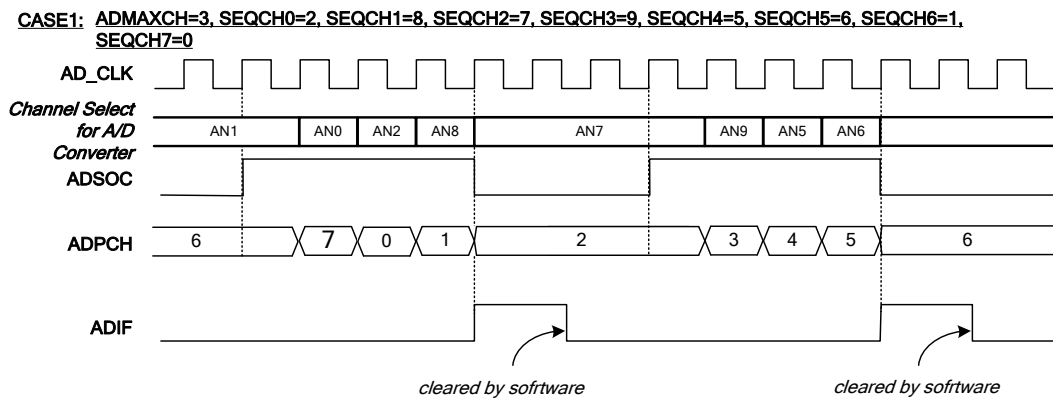 CASE1: ADMAXCH=3, SEQCH0=2, SEQCH1=8, SEQCH2=7, SEQCH3=9, SEQCH4=5, SEQCH5=6, SEQCH6=1,
SEQCH7=0
AD_CLK
Channel Select
for A/D
Converter
AN1 AN0 AN2 AN8 AN7 AN9 AN5 AN6
ADSOC
ADPCH 6 7 0 1 2 3 4 5 6
ADIF
cleared by sofrtware cleared by sofrtware